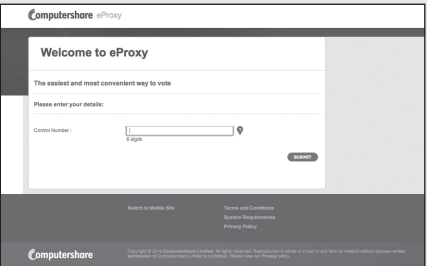 Computershare eProxy
Welcome to eProxy
The easiest and most convenient way to vote
Please enter your details:
Control Number :
6 digits
?
SUBMIT
Switch to Mobile Site
Terms and Conditions
System Requirements
Privacy Policy
Computershare
Copyright © 2014 Computershare Limited. All rights reserved. Reproduction in whole or in part in any form or medium without express written
permission of Computershare Limited is prohibited. Please view our Privacy policy.